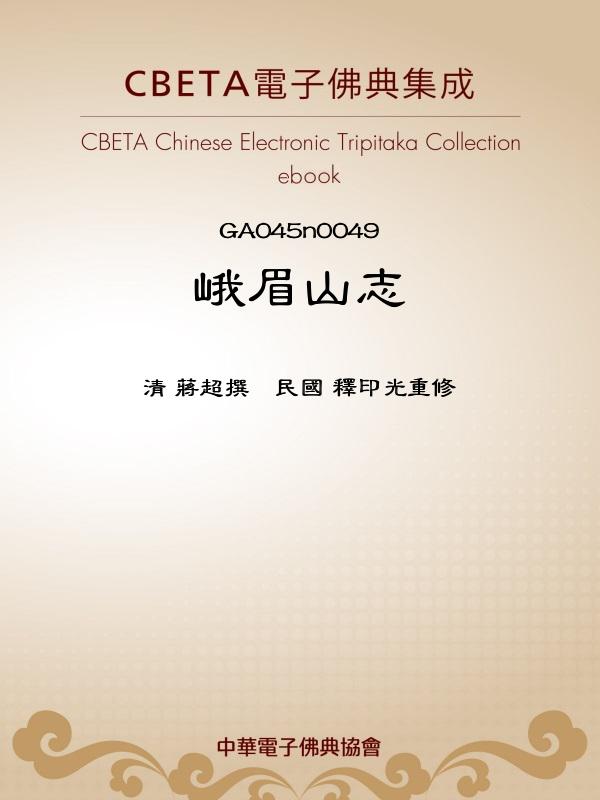 CBETA電子佛典集成
CBETA Chinese Electronic Tripitaka Collection
ebook
GA045n0049
峨眉山志
清 蔣超撰　民國 釋印光重修
中華電子佛典協會